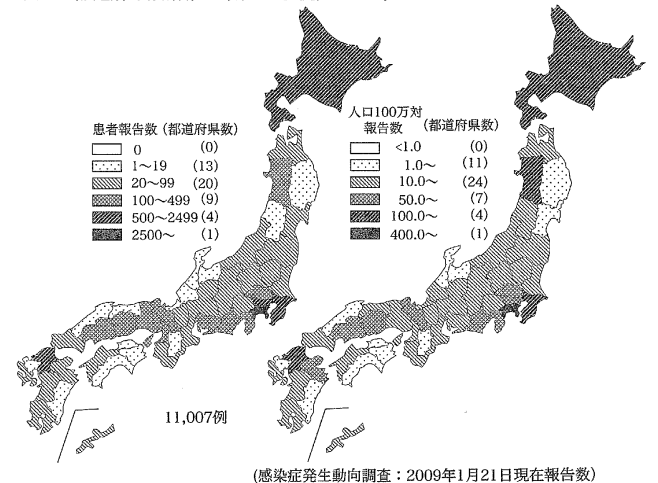 患者報告数 (都道府県数)
0 (0)
1〜19 (13)
20〜99 (20)
100〜499 (9)
500〜2499 (4)
2500〜 (1)
人口100万対
報告数 (都道府県数)
<1.0 (0)
1.0〜 (11)
10.0〜 (24)
50.0〜 (7)
100.0〜 (4)
400.0〜 (1)
11,007例
(感染症発生動向調査：2009年1月21日現在報告数)